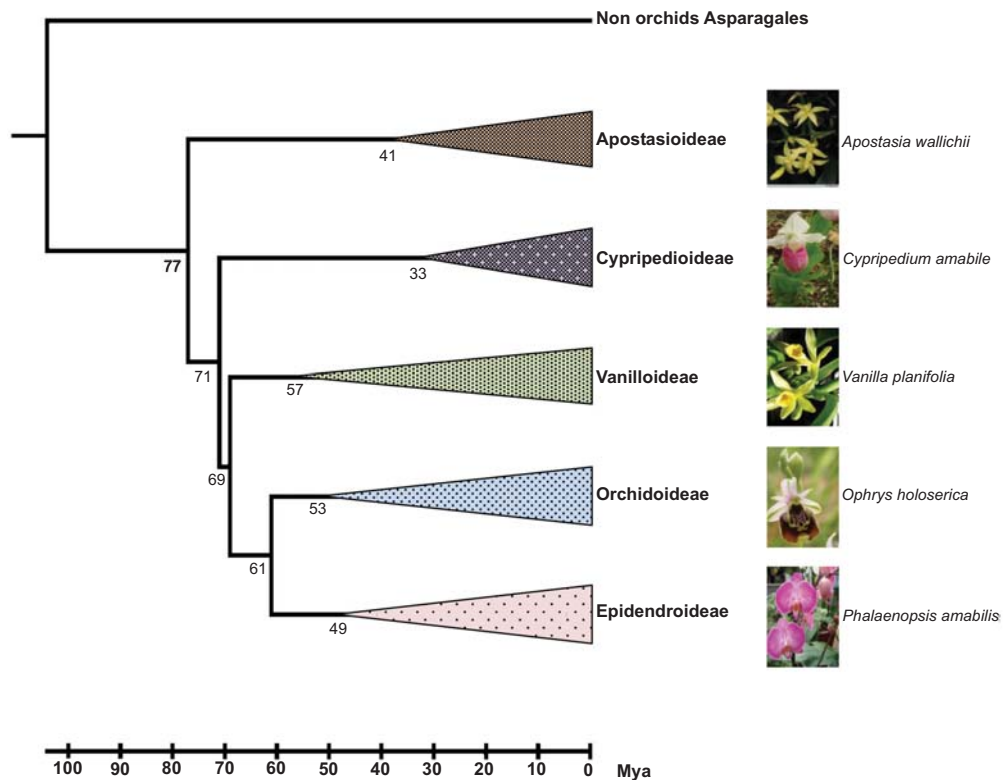 Non orchids Asparagales
Apostasioideae
Apostasia wallichii
41
Cypripedioideae
Cypripedium amabile
77
33
71
Vanilloideae
Vanilla planifolia
57
69
Orchidoideae
Ophrys holoserica
53
61
Epidendroideae
Phalaenopsis amabilis
49
100 90 80 70 60 50 40 30 20 10 0 Mya